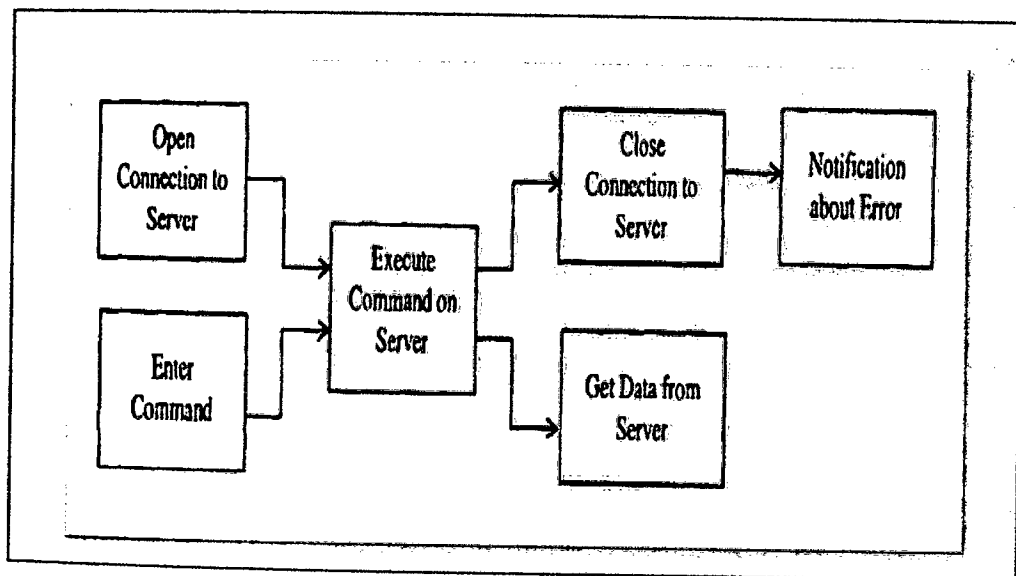 Open
Connection to
Server
Enter
Command
Execute
Command on
Server
Close
Connection to
Server
Get Data from
Server
Notification
about Error